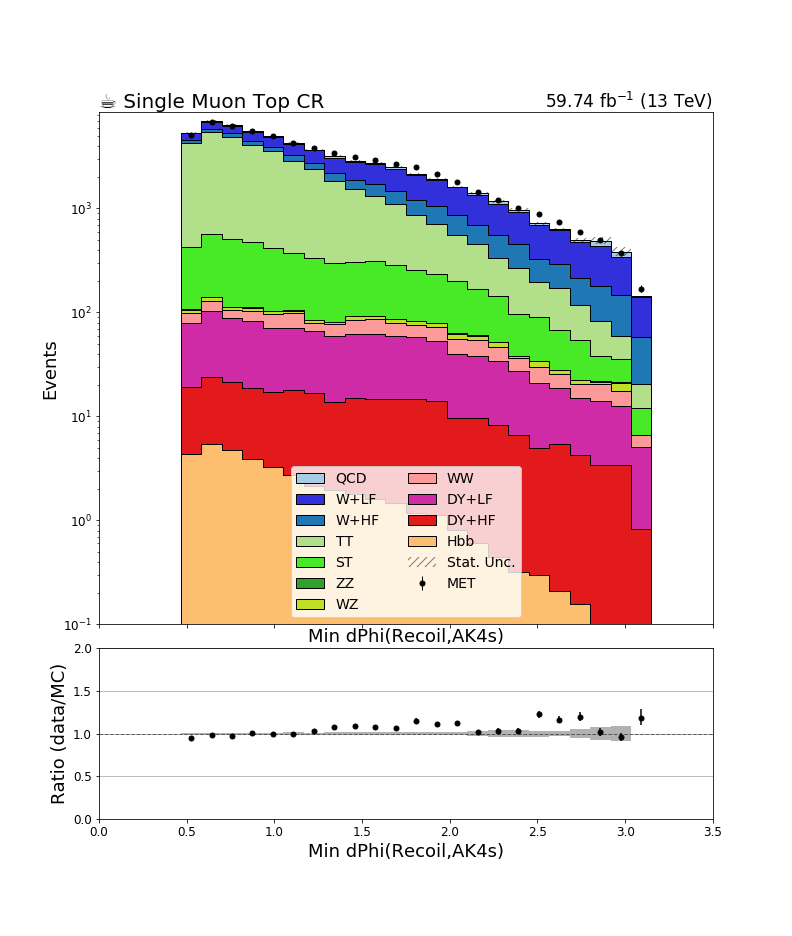 ☕ Single Muon Top CR
59.74 fb⁻¹ (13 TeV)
Events
10³
10²
10¹
10⁰
10⁻¹
QCD
W+LF
W+HF
TT
ST
ZZ
WZ
WW
DY+LF
DY+HF
Hbb
Stat. Unc.
MET
Min dPhi(Recoil,AK4s)
Ratio (data/MC)
2.0
1.5
1.0
0.5
0.0
0.0 0.5 1.0 1.5 2.0 2.5 3.0 3.5
Min dPhi(Recoil,AK4s)